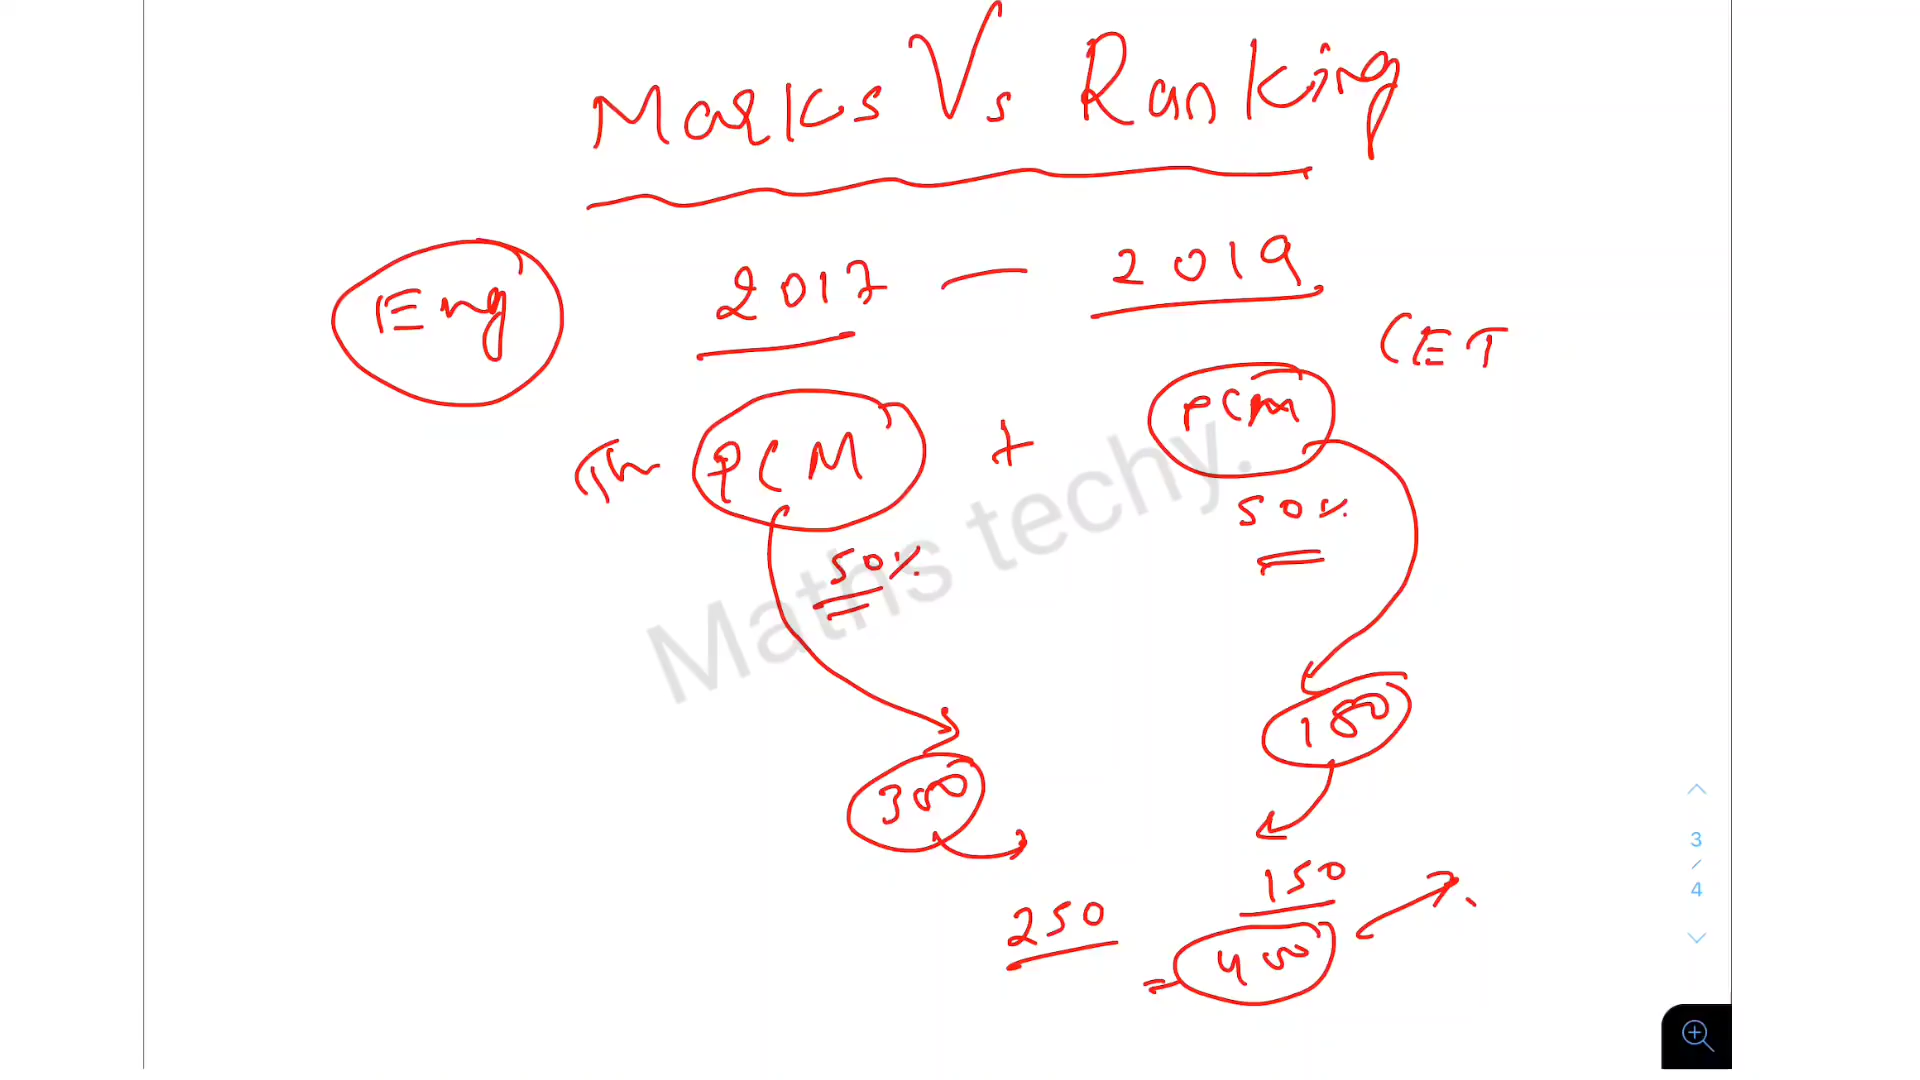 Marks Vs Ranking
Eng
2017 — 2019
CET
Th PCM + PCM
50%
50%
Maths techy.
180
300
150
250
= 400
3
/
4